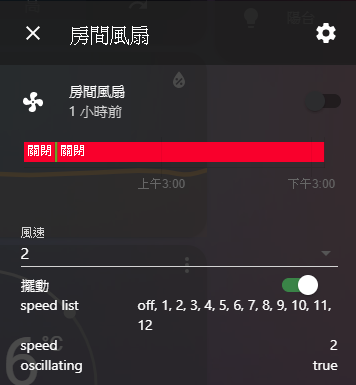 房間風扇
房間風扇
1 小時前
關閉 關閉
上午3:00 下午3:00
風速
2
擺動
speed list off, 1, 2, 3, 4, 5, 6, 7, 8, 9, 10, 11,
12
speed 2
oscillating true
6 °C